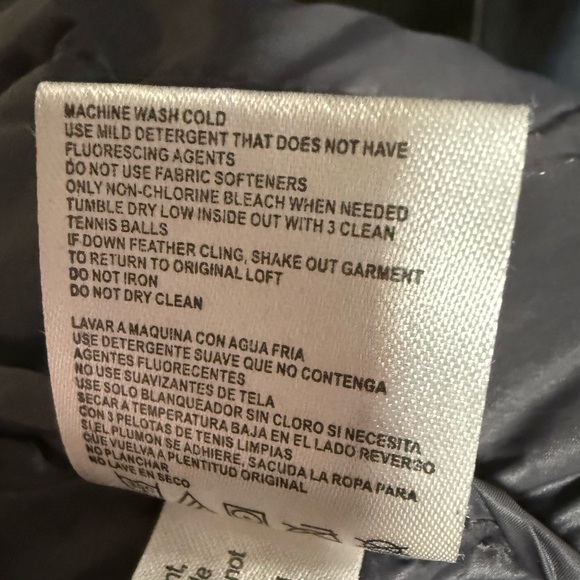 MACHINE WASH COLD
USE MILD DETERGENT THAT DOES NOT HAVE
FLUORESCING AGENTS
DO NOT USE FABRIC SOFTENERS
ONLY NON-CHLORINE BLEACH WHEN NEEDED
TUMBLE DRY LOW INSIDE OUT WITH 3 CLEAN
TENNIS BALLS
IF DOWN FEATHER CLING, SHAKE OUT GARMENT
TO RETURN TO ORIGINAL LOFT
DO NOT IRON
DO NOT DRY CLEAN
LAVAR A MAQUINA CON AGUA FRIA
USE DETERGENTE SUAVE QUE NO CONTENGA
AGENTES FLUORECENTES
NO USE SUAVIZANTES DE TELA
USE SOLO BLANQUEADOR SIN CLORO SI NECESITA
SECAR A TEMPERATURA BAJA EN EL LADO REVERSO
CON 3 PELOTAS DE TENIS LIMPIAS
SI EL PLUMON SE ADHIERE, SACUDA LA ROPA PARA
QUE VUELVA A PLENTITUD ORIGINAL
NO PLANCHAR
NO LAVE EN SECO
not